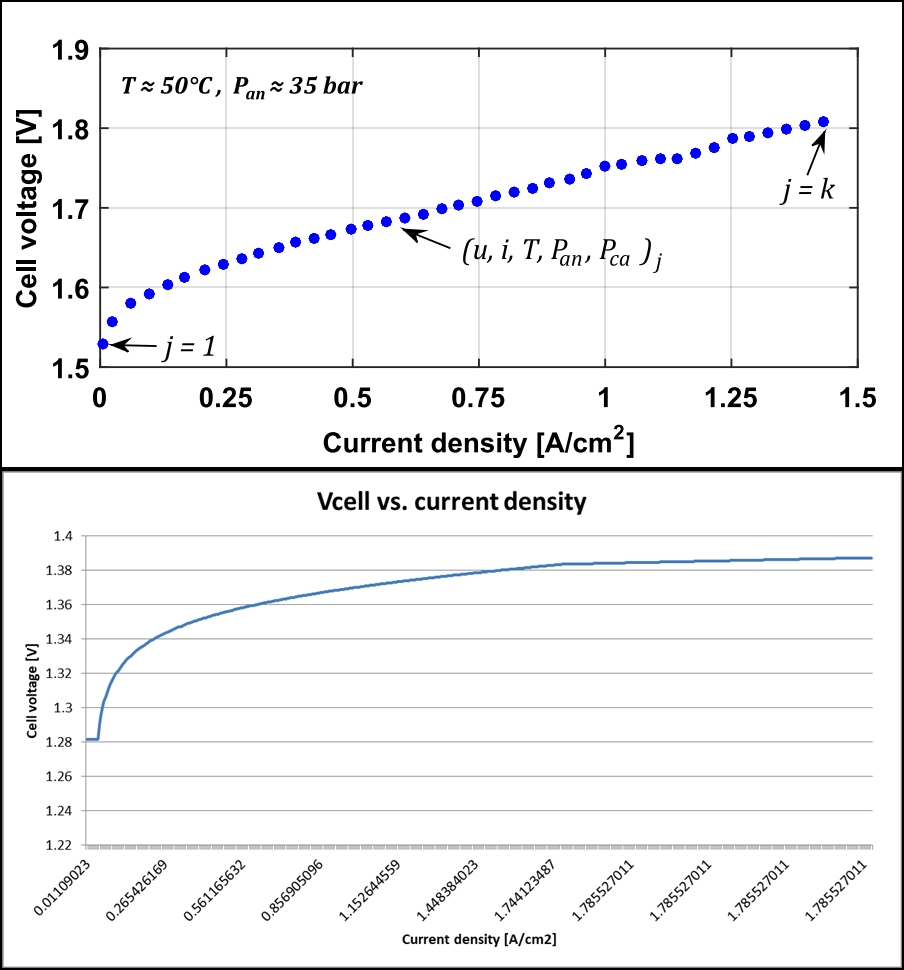 T ≈ 50°C , Pan ≈ 35 bar
1.9
1.8
1.7
1.6
1.5
Cell voltage [V]
j = k
(u, i, T, Pan, Pca )j
j = 1
0 0.25 0.5 0.75 1 1.25 1.5
Current density [A/cm2]
Vcell vs. current density
1.4
1.38
1.36
1.34
1.32
1.3
1.28
1.26
1.24
1.22
Cell voltage [V]
0.01109023 0.265426169 0.561165632 0.856905096 1.152644559 1.448384023 1.744123487 1.785527011 1.785527011 1.785527011 1.785527011
Current density [A/cm2]